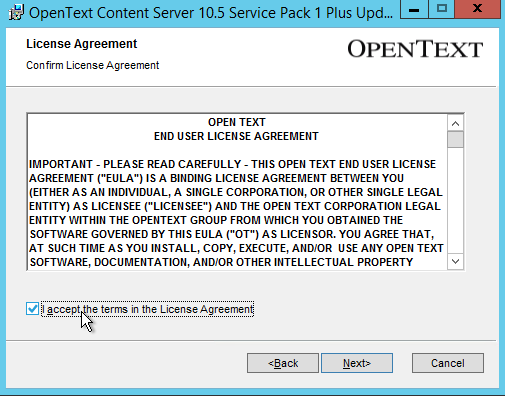 OpenText Content Server 10.5 Service Pack 1 Plus Upd...
License Agreement
Confirm License Agreement
OPENTEXT
OPEN TEXT
END USER LICENSE AGREEMENT
IMPORTANT - PLEASE READ CAREFULLY - THIS OPEN TEXT END USER LICENSE
AGREEMENT ("EULA") IS A BINDING LICENSE AGREEMENT BETWEEN YOU
(EITHER AS AN INDIVIDUAL, A SINGLE CORPORATION, OR OTHER SINGLE LEGAL
ENTITY) AS LICENSEE ("LICENSEE") AND THE OPEN TEXT CORPORATION LEGAL
ENTITY WITHIN THE OPENTEXT GROUP FROM WHICH YOU OBTAINED THE
SOFTWARE GOVERNED BY THIS EULA ("OT") AS LICENSOR. YOU AGREE THAT,
AT SUCH TIME AS YOU INSTALL, COPY, EXECUTE, AND/OR USE ANY OPEN TEXT
SOFTWARE, DOCUMENTATION, AND/OR OTHER INTELLECTUAL PROPERTY
I accept the terms in the License Agreement
<Back
Next>
Cancel